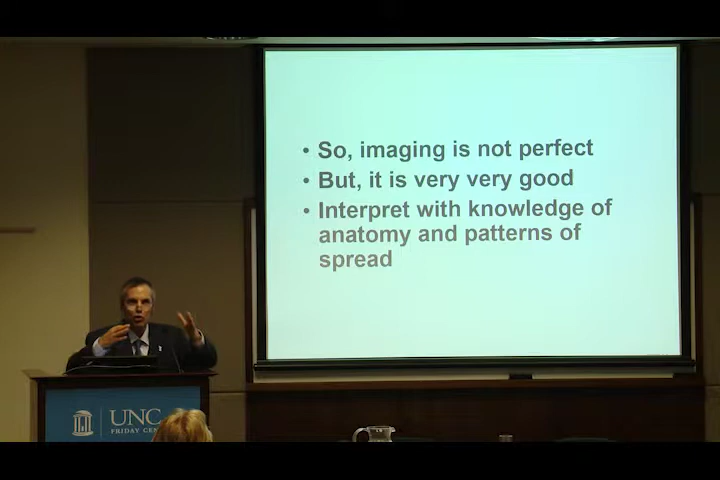 • So, imaging is not perfect
• But, it is very very good
• Interpret with knowledge of
anatomy and patterns of
spread
UNC
FRIDAY